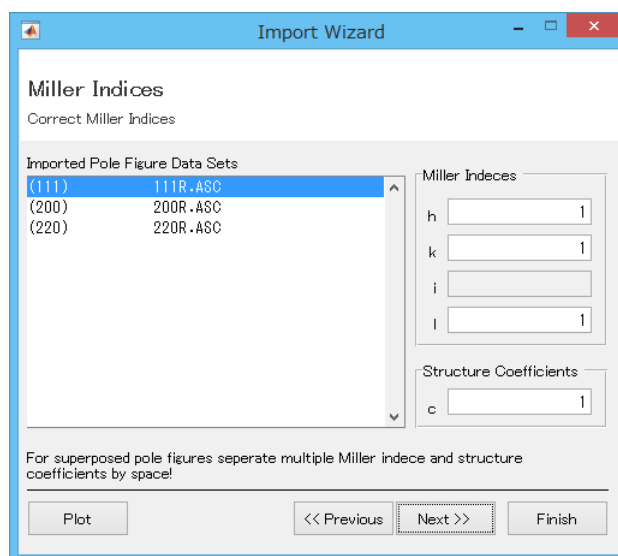 Import Wizard
Miller Indices
Correct Miller Indices
Imported Pole Figure Data Sets
(111) 111R.ASC
(200) 200R.ASC
(220) 220R.ASC
Miller Indeces
h 1
k 1
i
l 1
Structure Coefficients
c 1
For superposed pole figures seperate multiple Miller indece and structure
coefficients by space!
Plot
<< Previous
Next >>
Finish